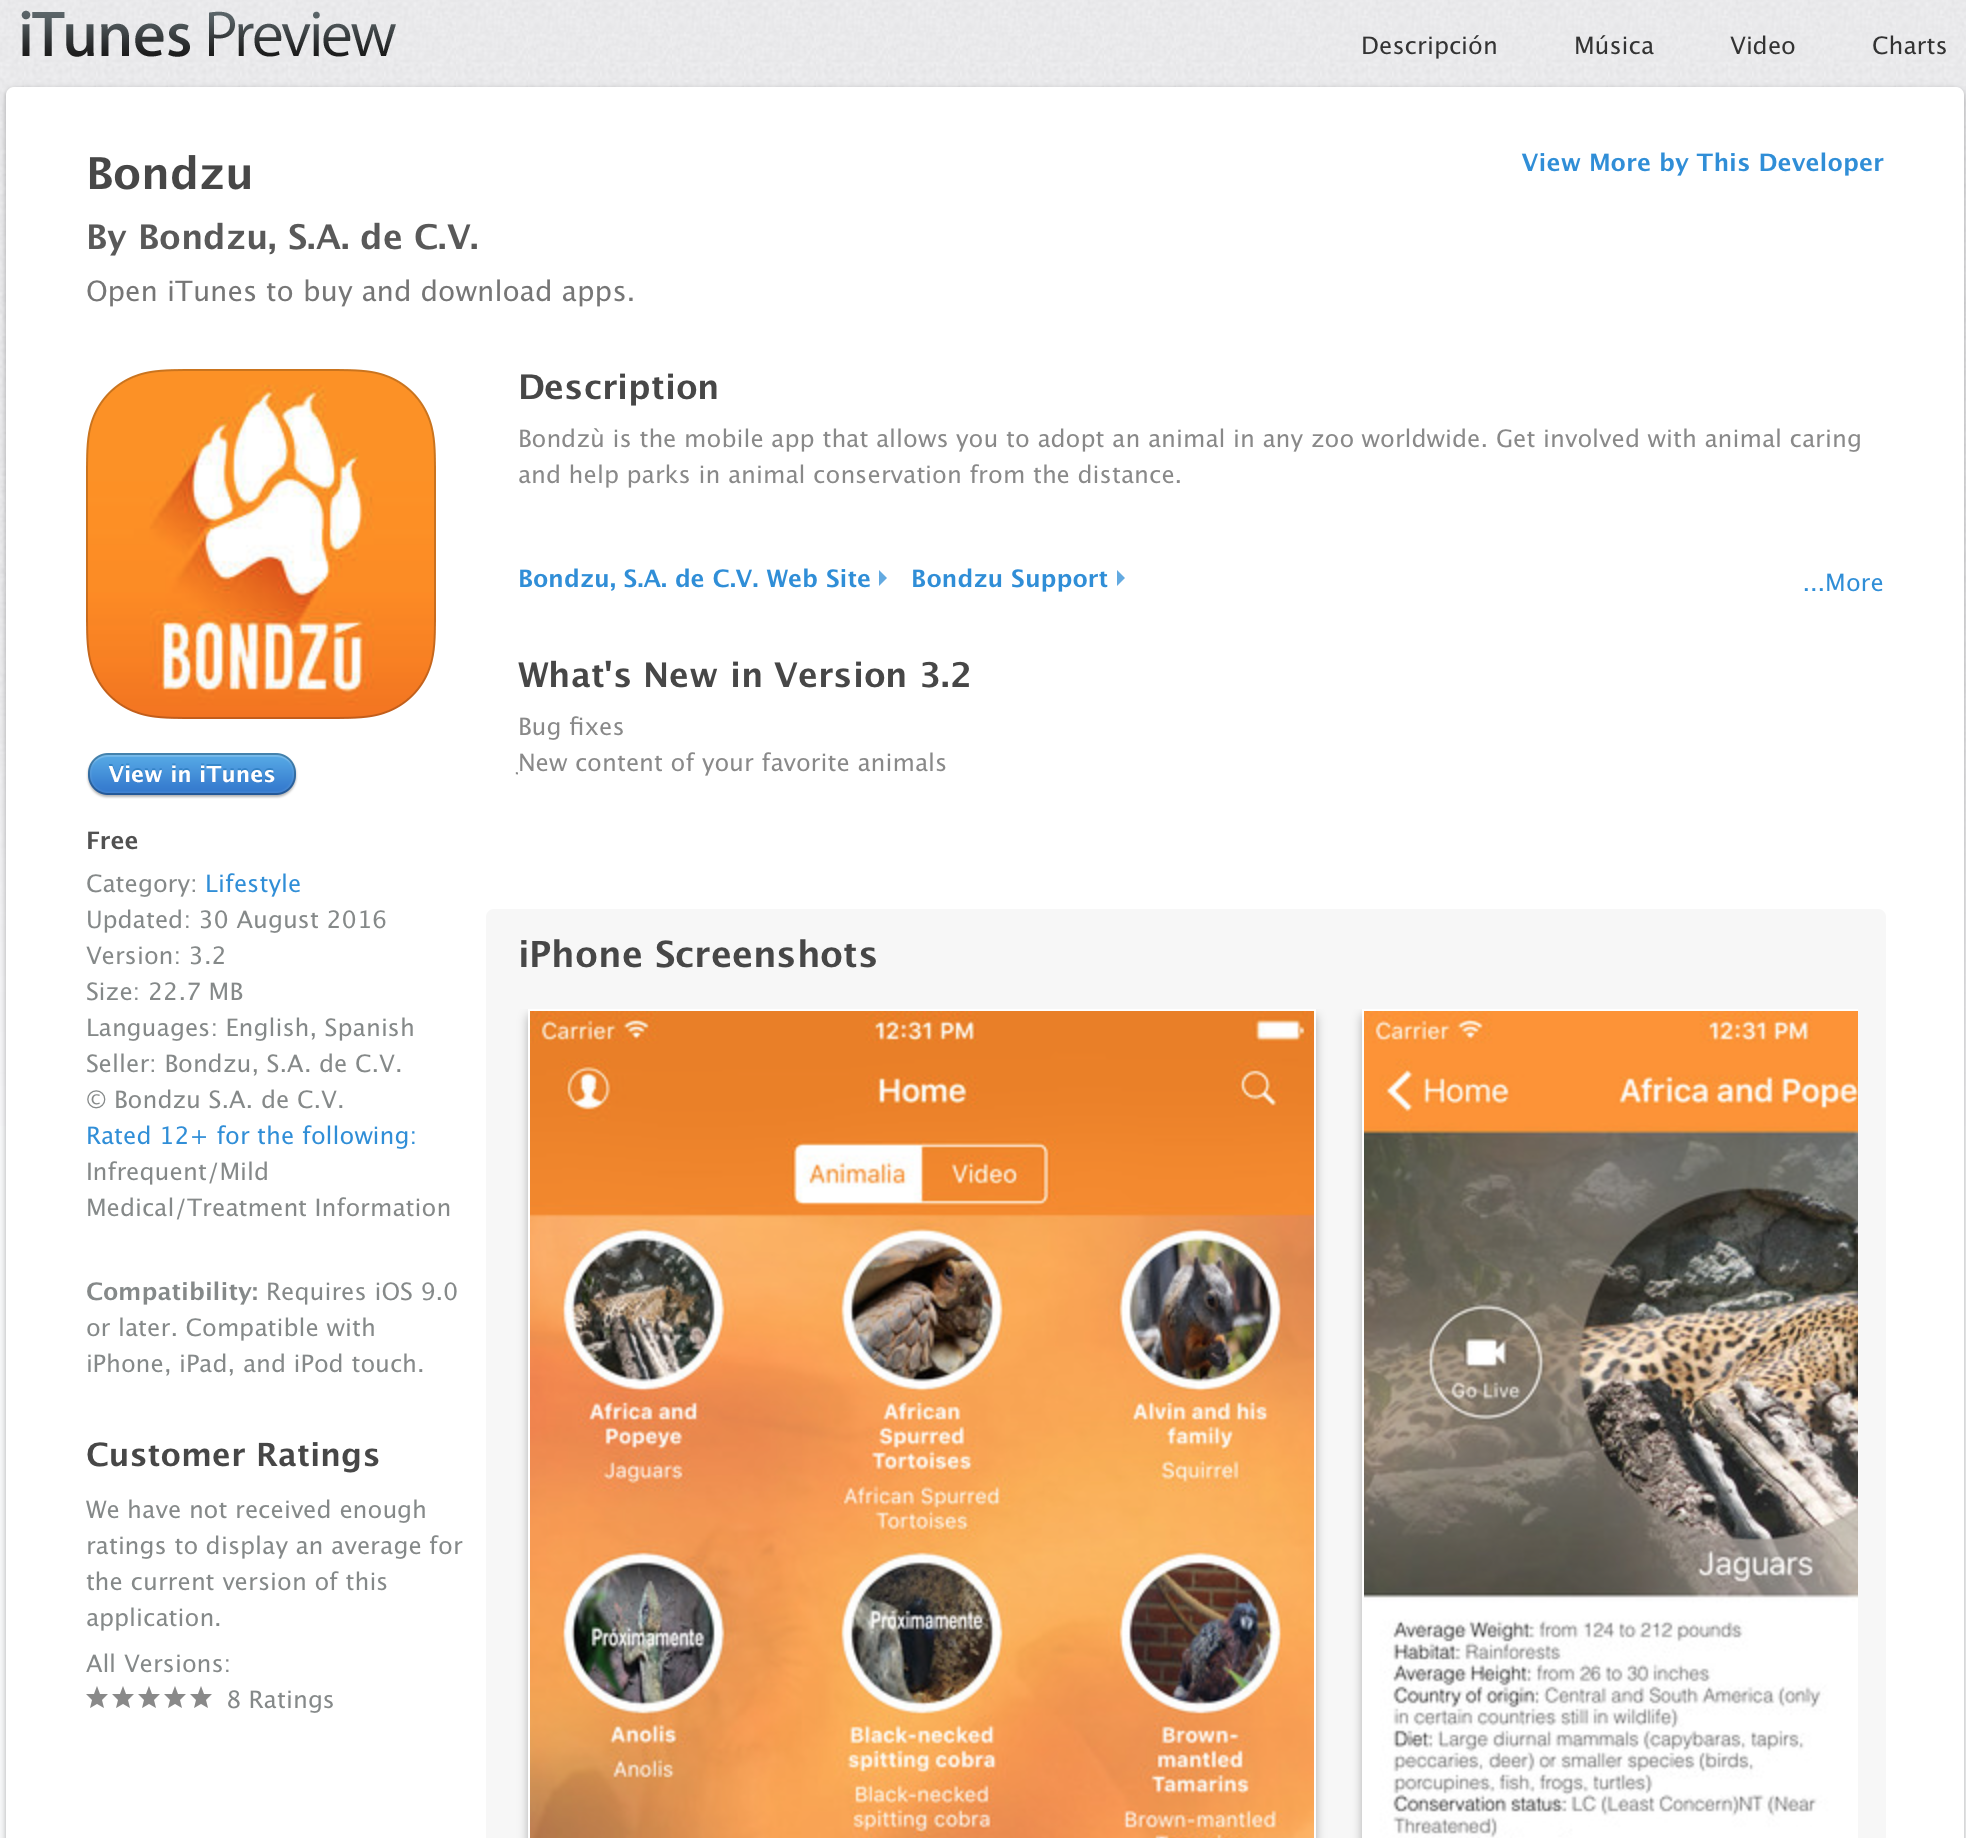 iTunes Preview
Descripción Música Video Charts
Bondzu
View More by This Developer
By Bondzu, S.A. de C.V.
Open iTunes to buy and download apps.
BONDZÚ
View in iTunes
Free
Category: Lifestyle
Updated: 30 August 2016
Version: 3.2
Size: 22.7 MB
Languages: English, Spanish
Seller: Bondzu, S.A. de C.V.
© Bondzu S.A. de C.V.
Rated 12+ for the following:
Infrequent/Mild
Medical/Treatment Information
Compatibility: Requires iOS 9.0
or later. Compatible with
iPhone, iPad, and iPod touch.
Customer Ratings
We have not received enough
ratings to display an average for
the current version of this
application.
All Versions:
★★★★★ 8 Ratings
Description
Bondzù is the mobile app that allows you to adopt an animal in any zoo worldwide. Get involved with animal caring
and help parks in animal conservation from the distance.
Bondzu, S.A. de C.V. Web Site Bondzu Support
...More
What's New in Version 3.2
Bug fixes
New content of your favorite animals
iPhone Screenshots
Carrier 12:31 PM
Home
Animalia Video
Africa and
Popeye
Jaguars
African
Spurred
Tortoises
African Spurred
Tortoises
Alvin and his
family
Squirrel
Próximamente
Anolis
Anolis
Próximamente
Black-necked
spitting cobra
Black-necked
spitting cobra
Brown-
mantled
Tamarins
Brown-mantled
Carrier 12:31 PM
Home Africa and Pope
Go Live
Jaguars
Average Weight: from 124 to 212 pounds
Habitat: Rainforests
Average Height: from 26 to 30 inches
Country of origin: Central and South America (only
in certain countries still in wildlife)
Diet: Large diurnal mammals (capybaras, tapirs,
peccaries, deer) or smaller species (birds,
porcupines, fish, frogs, turtles)
Conservation status: LC (Least Concern)NT (Near
Threatened)